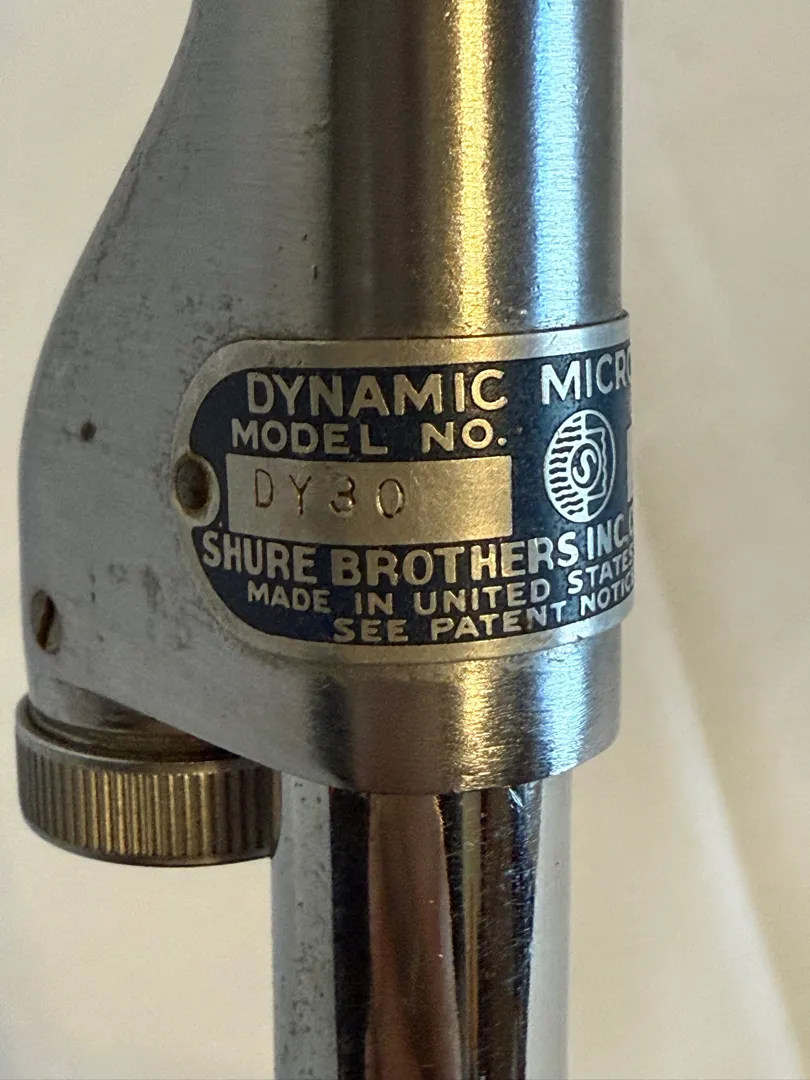 DYNAMIC MICRO
MODEL NO.
DY30
S
SHURE BROTHERS INC.
MADE IN UNITED STATES
SEE PATENT NOTIC